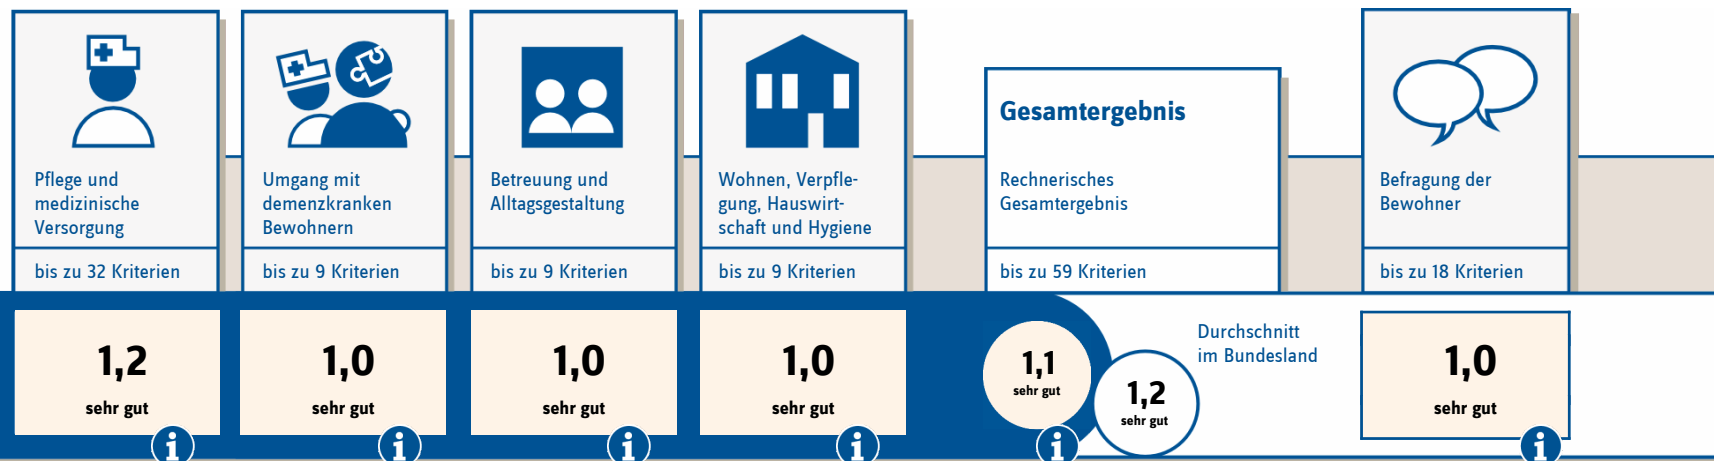 Pflege und
medizinische
Versorgung
bis zu 32 Kriterien
1,2
sehr gut
i
Umgang mit
demenzkranken
Bewohnern
bis zu 9 Kriterien
1,0
sehr gut
i
Betreuung und
Alltagsgestaltung
bis zu 9 Kriterien
1,0
sehr gut
i
Wohnen, Verpfle-
gung, Hauswirt-
schaft und Hygiene
bis zu 9 Kriterien
1,0
sehr gut
i
Gesamtergebnis
Rechnerisches
Gesamtergebnis
bis zu 59 Kriterien
1,1
sehr gut
i
Durchschnitt
im Bundesland
1,2
sehr gut
Befragung der
Bewohner
bis zu 18 Kriterien
1,0
sehr gut
i